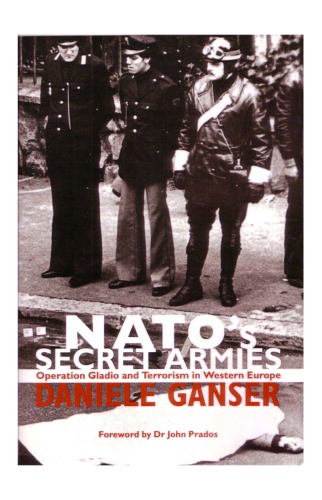 NATO's
SECRET ARMIES
Operation Gladio and Terrorism in Western Europe
DANIELE GANSER
Foreword by Dr John Prados